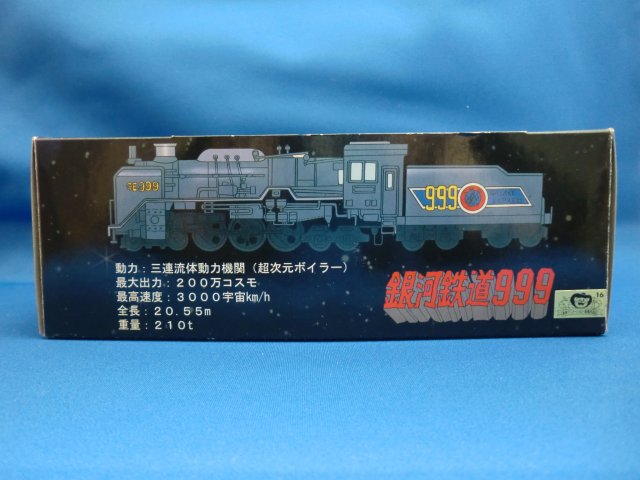 999
999
動力：三連流体動力機関（超次元ボイラー）
最大出力：200万コスモ
最高速度：3000宇宙km/h
全長：20.55m
重量：210t
銀河鉄道999
16